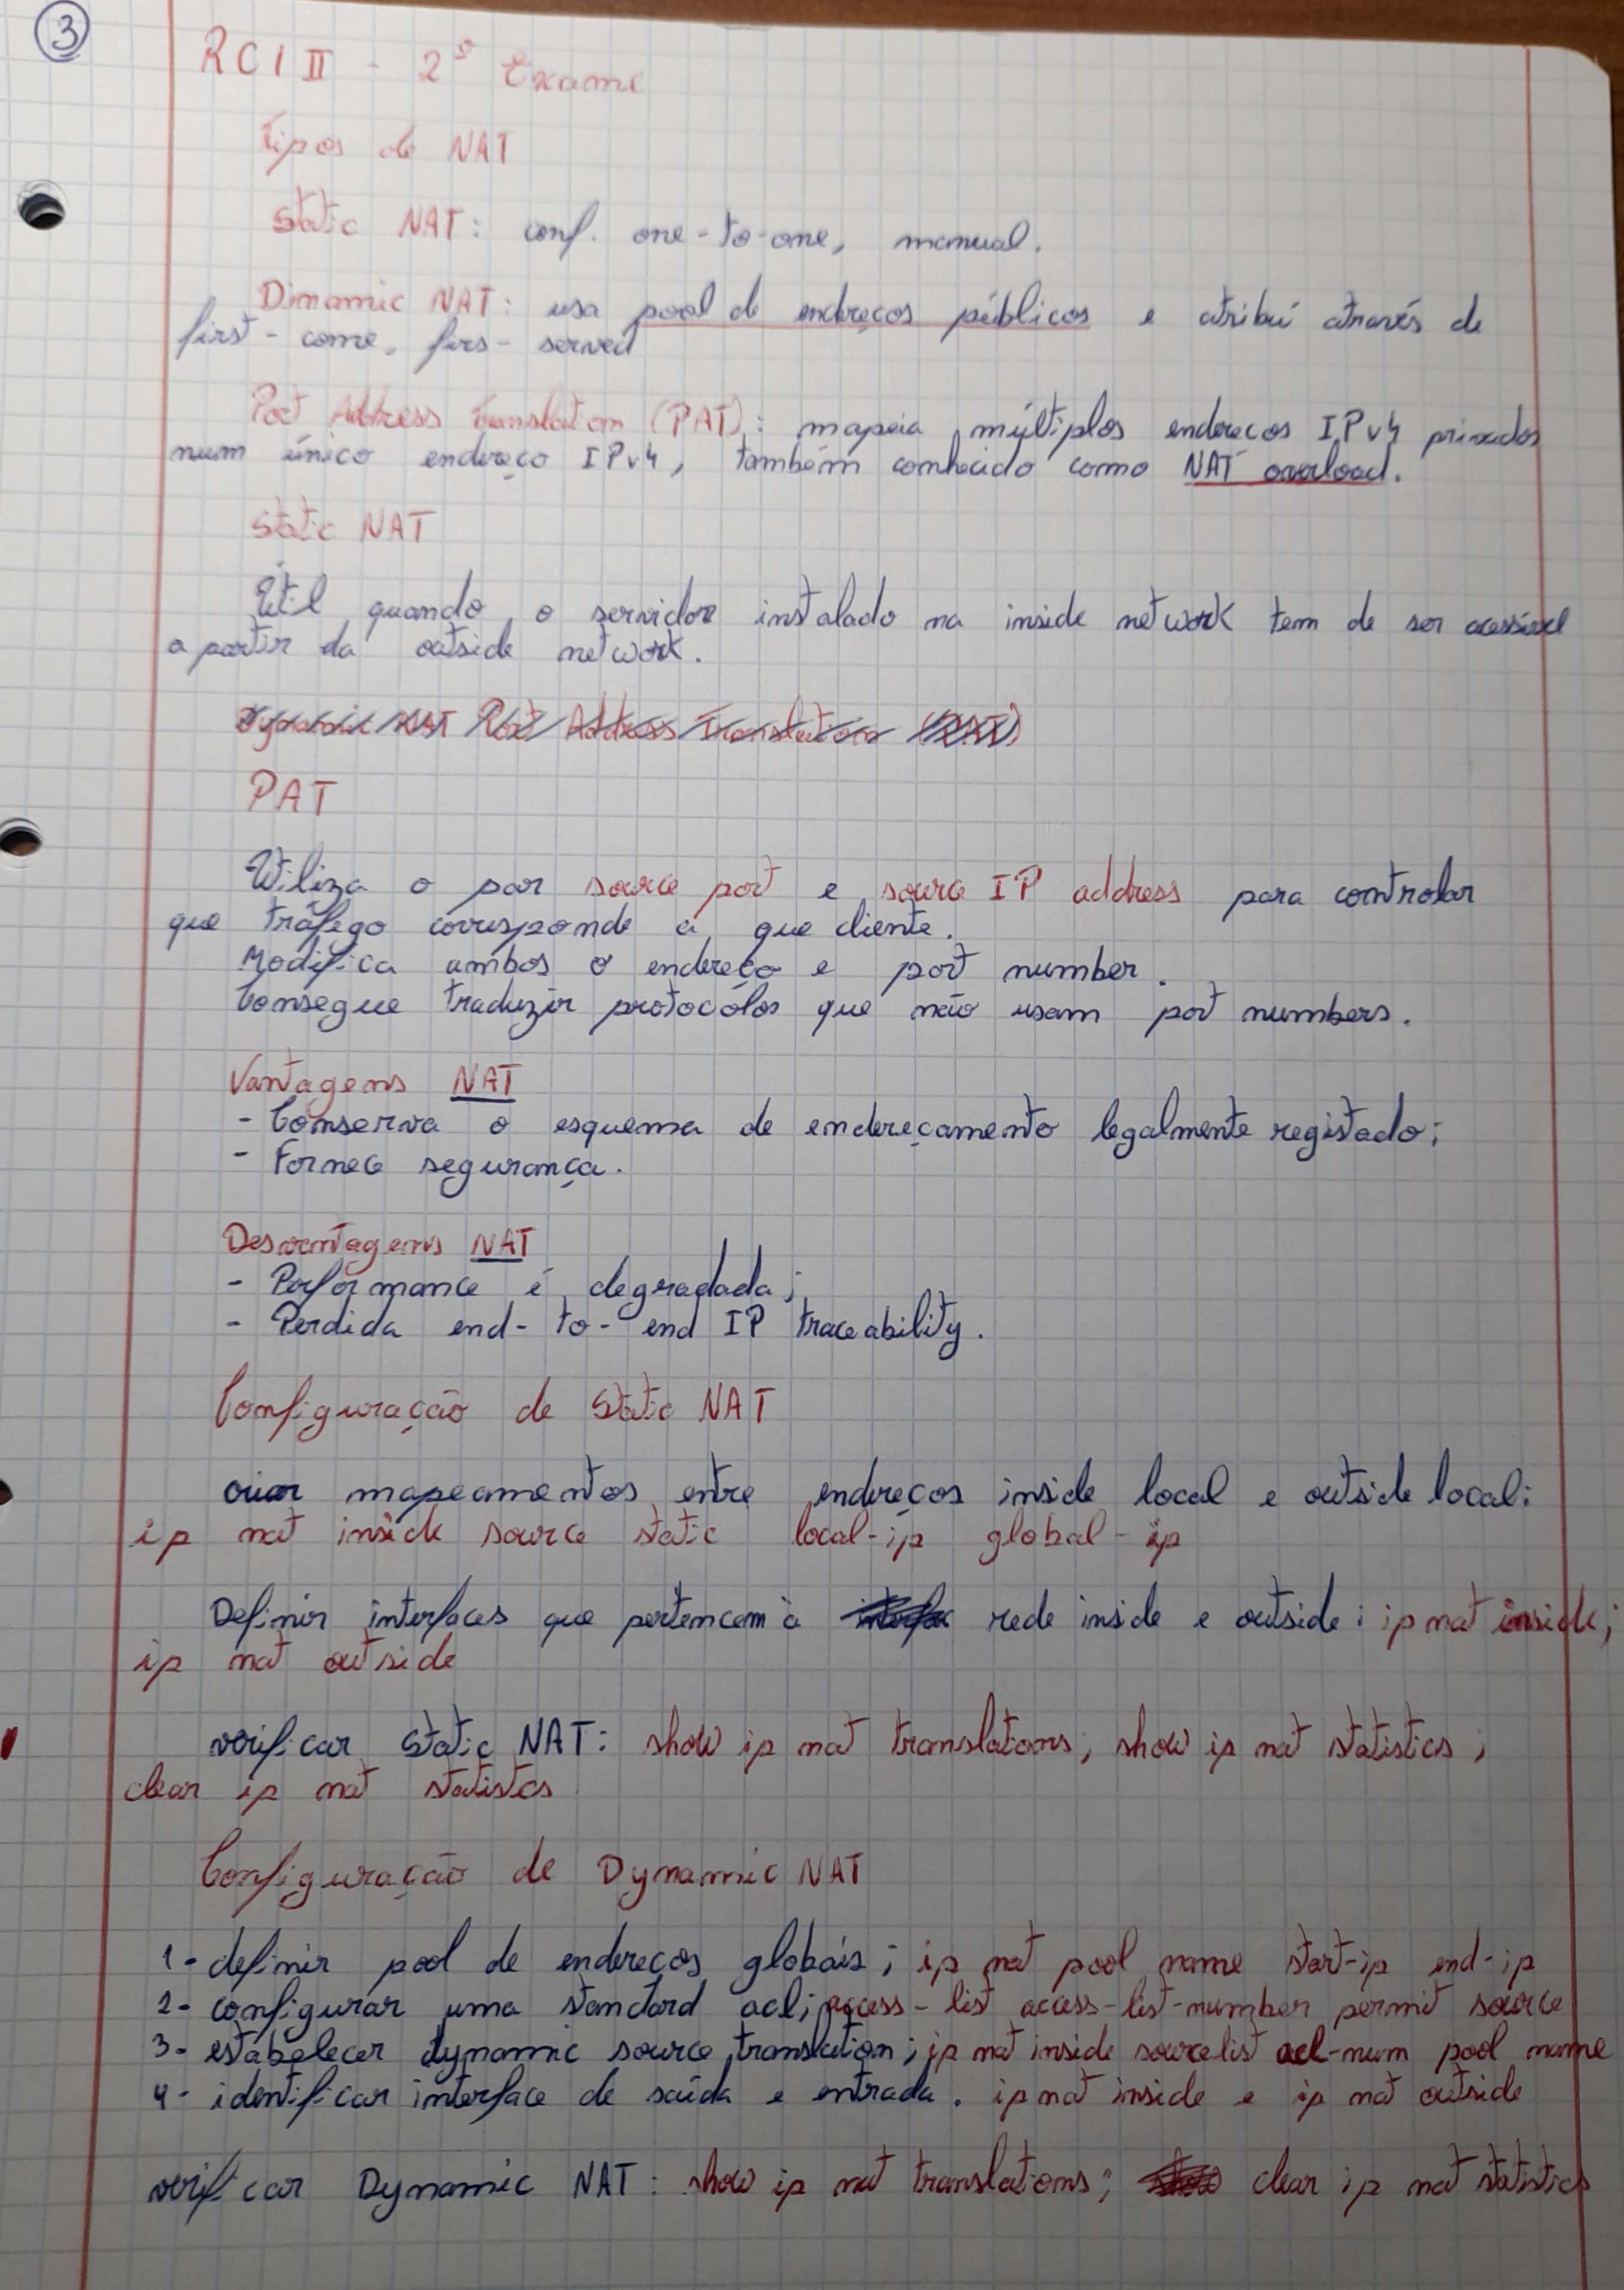 3
RCI II - 2º Exame
Tipos de NAT
Static NAT: conf. one-to-one, manual.
Dinamic NAT: usa pool de endereços públicos e atribuí através de
first-come, firs-served
Port Address Translation (PAT): mapeia múltiplos endereços IPv4 privados
num único endereço IPv4, também conhecido como NAT overload.
Static NAT
Útil quando o servidor instalado na inside network tem de ser acessível
a partir da outside network.
Dynamic NAT Port Address Translation (PAT)
PAT
Utiliza o par source port e source IP address para controlar
que tráfego corresponde a que cliente.
Modifica ambos o endereço e port number.
Consegue traduzir protocólos que não usam port numbers.
Vantagens NAT
- Conserva o esquema de endereçamento legalmente registado;
- Fornece segurança.
Desvantagens NAT
- Performance é degradada;
- Perdida end-to-end IP traceability.
Configuração de Static NAT
criar mapeamentos entre endereços inside local e outside local:
ip nat inside source static local-ip global-ip
Definir interfaces que pertencem à interface rede inside e outside: ip nat inside;
ip nat outside
verificar Static NAT: show ip nat translations; show ip nat statistics;
clear ip nat statistcs
Configuração de Dynamic NAT
1- definir pool de endereços globais; ip nat pool name start-ip end-ip
2- configurar uma standard acl; access-list access-list-number permit source
3- estabelecer dynamic source translation; ip nat inside source list acl-num pool name
4- identificar interface de saída e entrada. ip nat inside e ip nat outside
verificar Dynamic NAT: show ip nat translations; show clear ip nat statistics